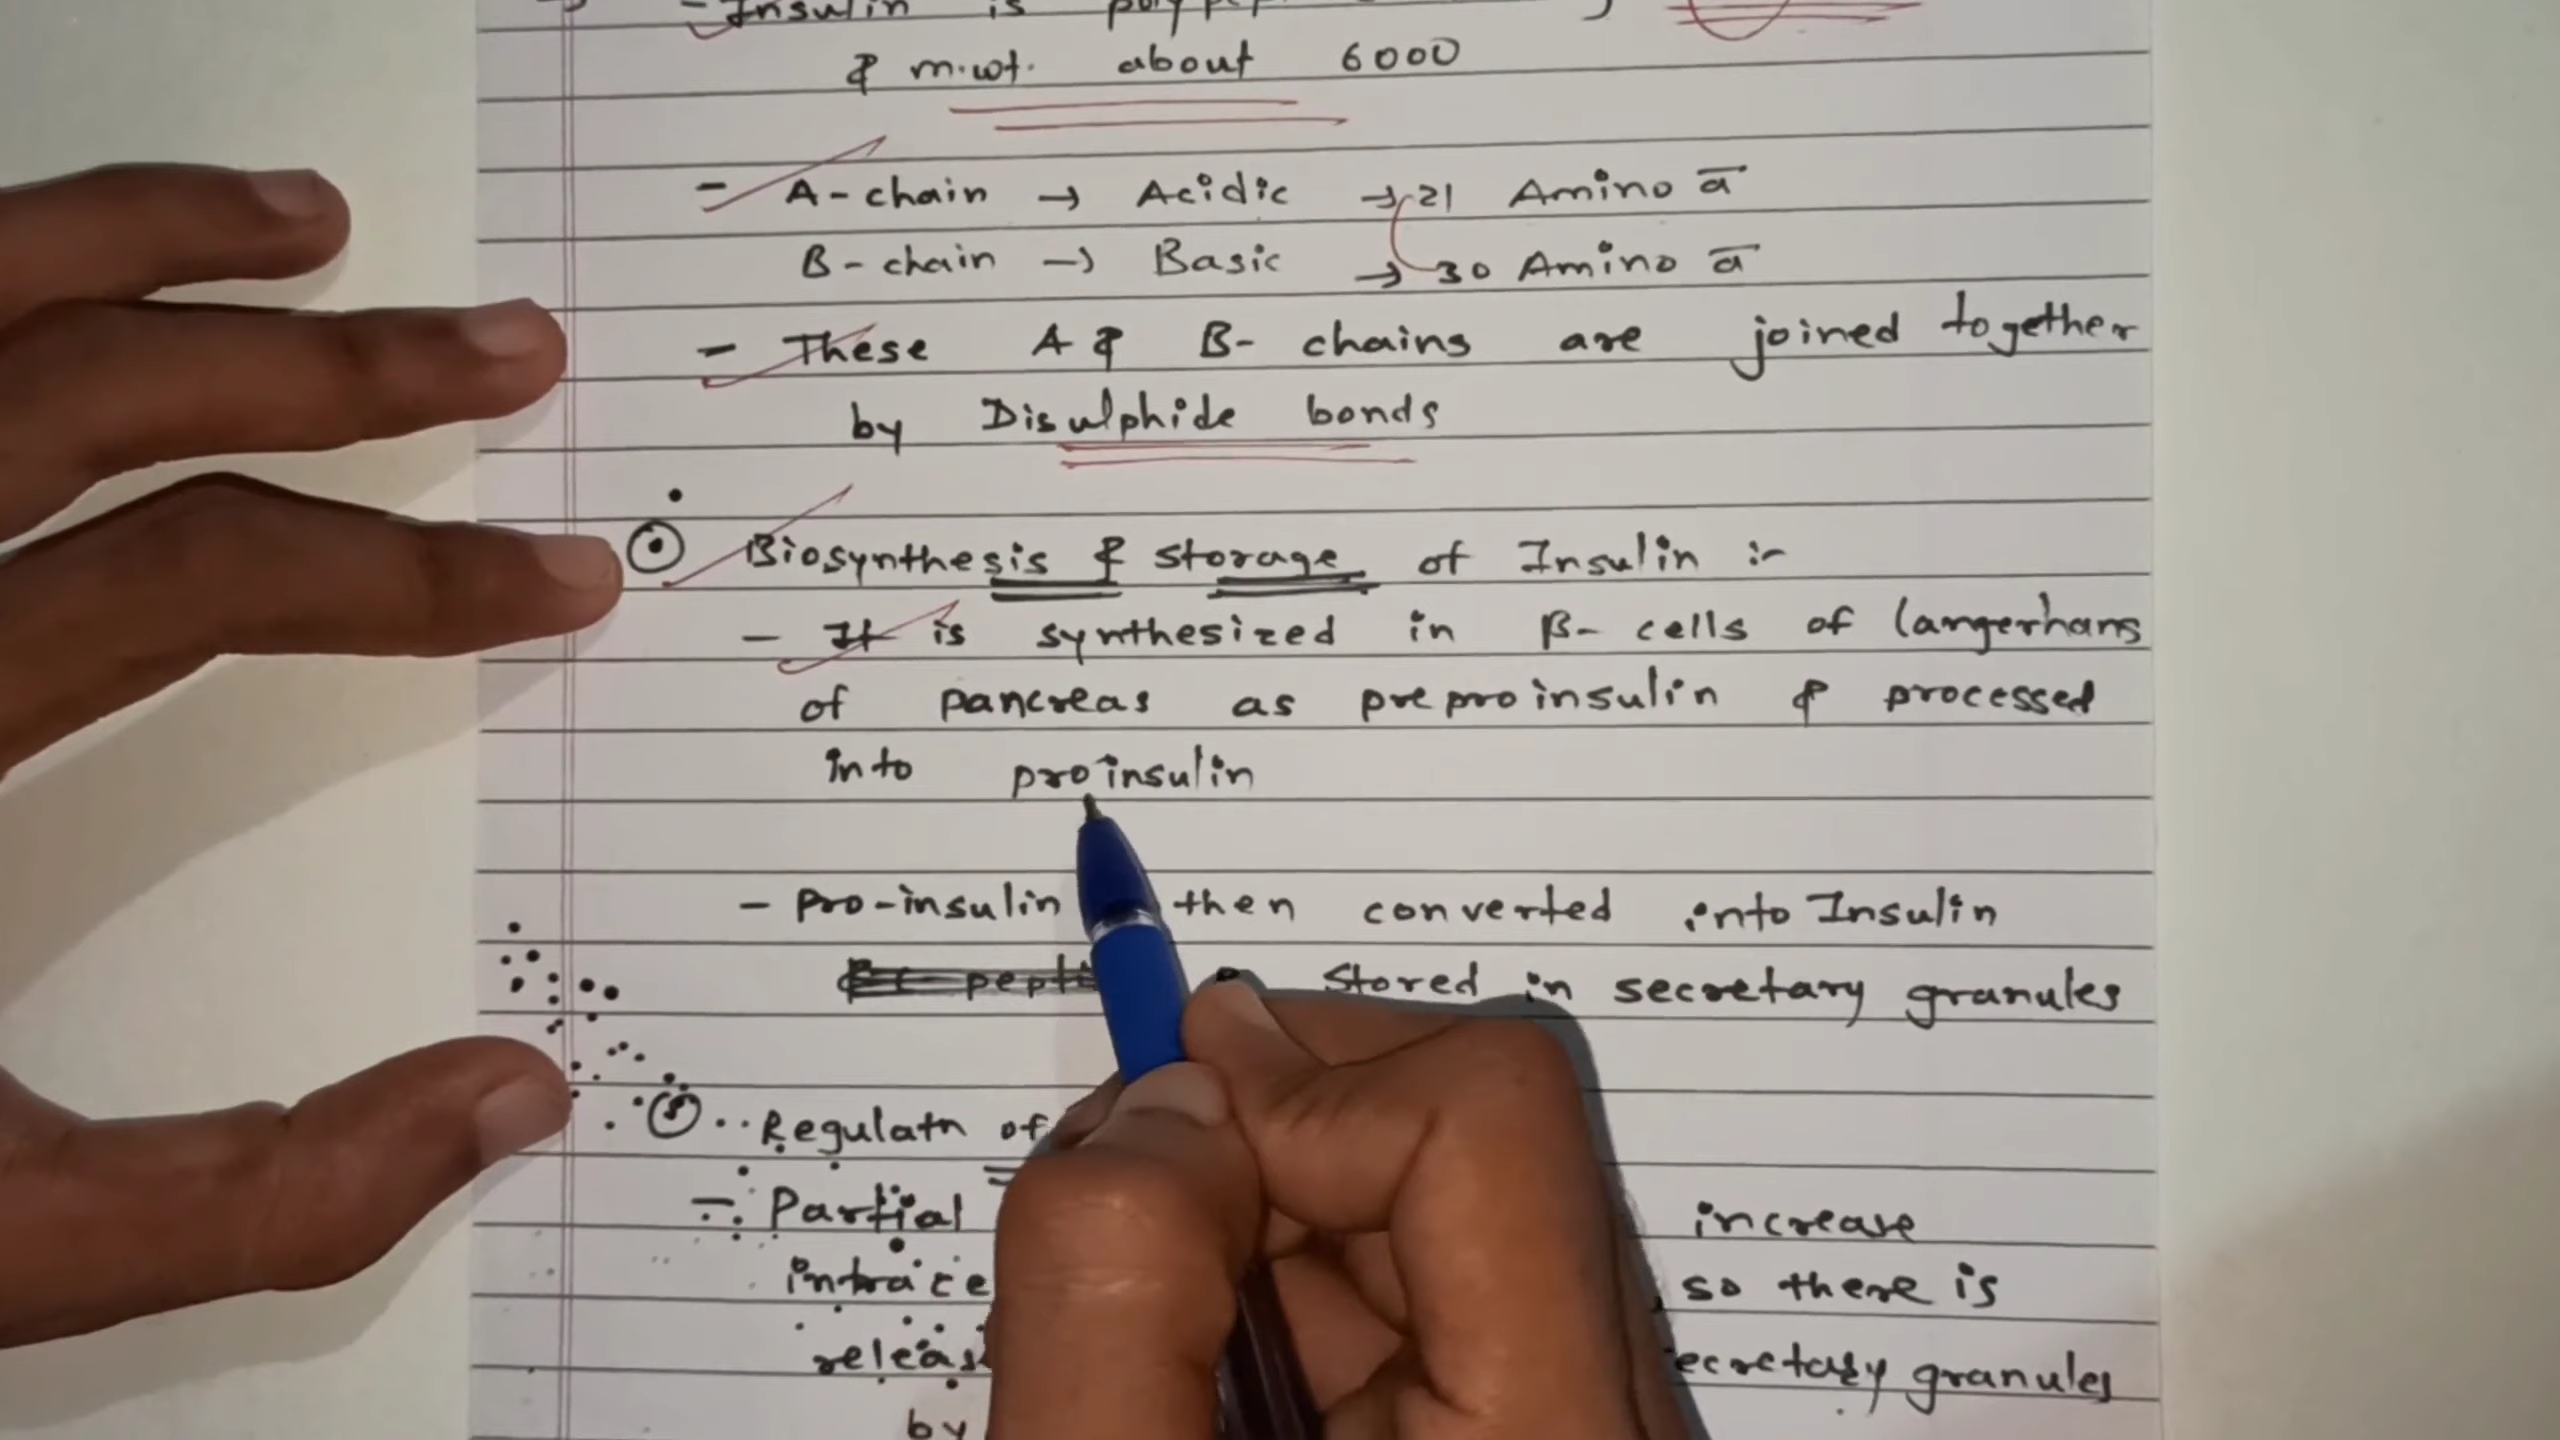 - Insulin is
& m.wt. about 6000
- A-chain → Acidic → 21 Amino a̅
B-chain → Basic → 30 Amino a̅
- These A & B- chains are joined together
by Disulphide bonds
Biosynthesis & storage of Insulin :-
- It is synthesized in β- cells of langerhans
of pancreas as preproinsulin & processed
into proinsulin
- Pro-insulin then converted into Insulin
Stored in secretary granules
Regulatn of
- Partial increase
so there is
secretary granules
by